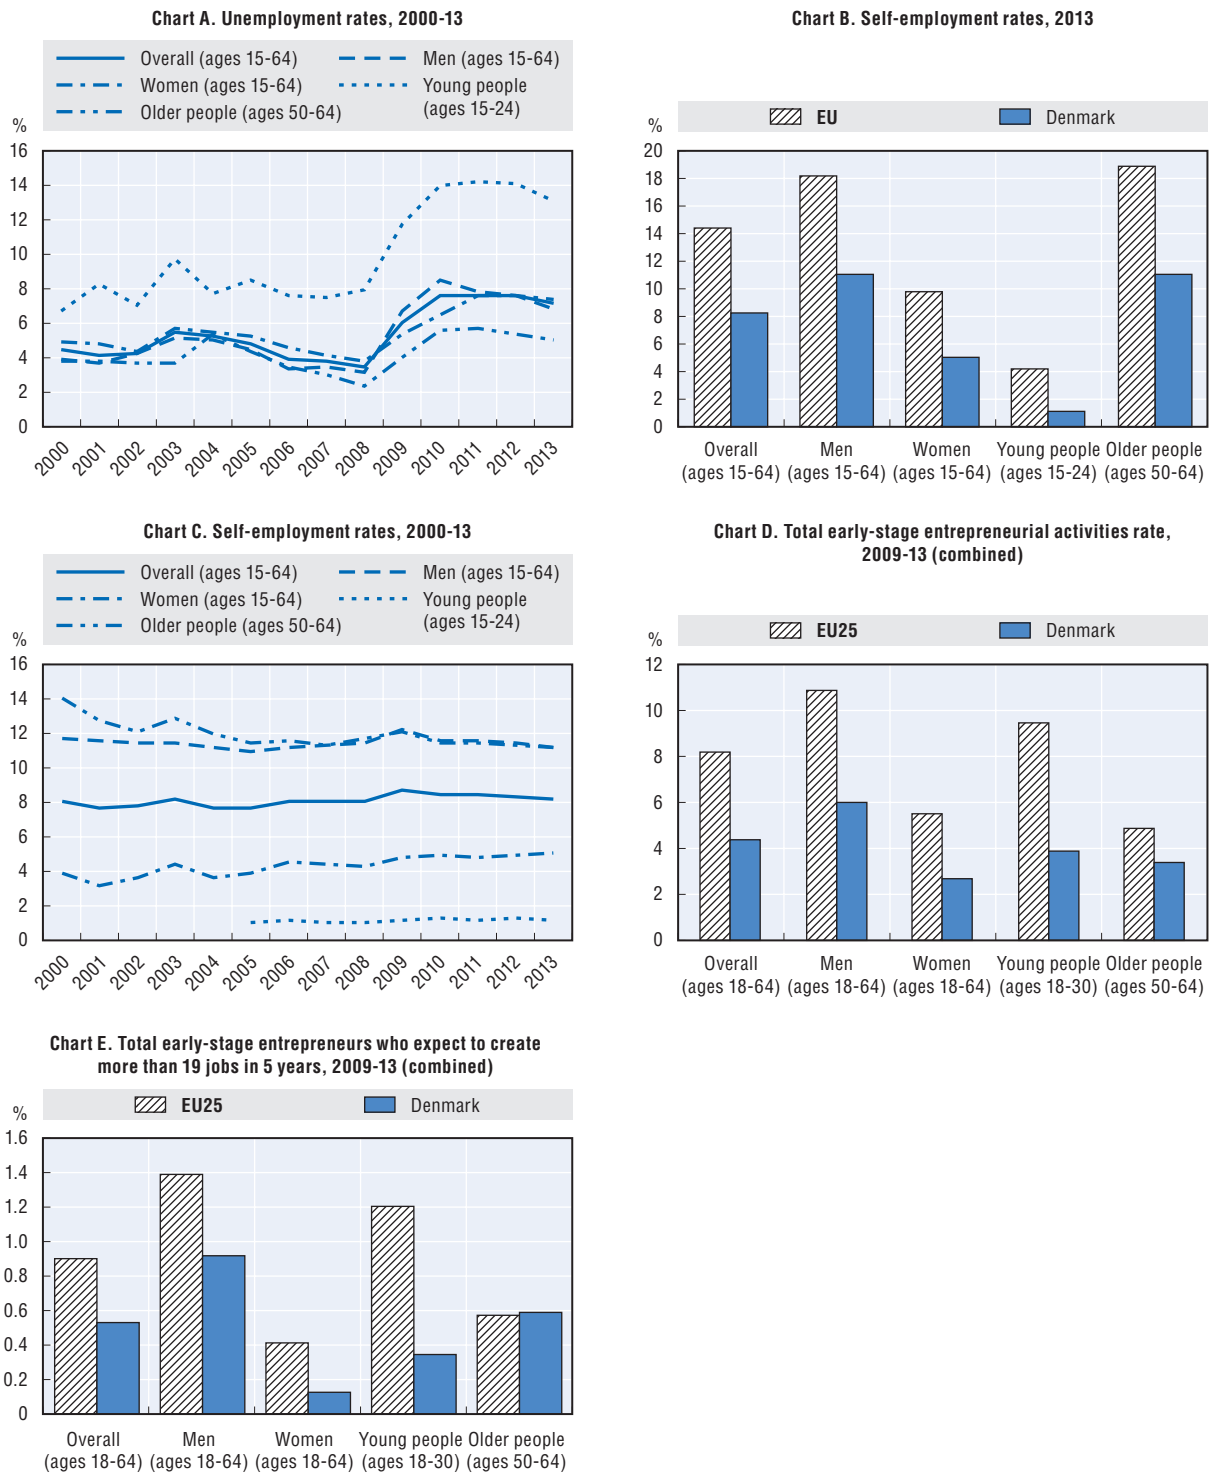 Chart A. Unemployment rates, 2000-13
Overall (ages 15-64)
Men (ages 15-64)
Women (ages 15-64)
Young people
(ages 15-24)
Older people (ages 50-64)
%
16
14
12
10
8
6
4
2
0
2000 2001 2002 2003 2004 2005 2006 2007 2008 2009 2010 2011 2012 2013
Chart B. Self-employment rates, 2013
EU
Denmark
%
20
18
16
14
12
10
8
6
4
2
0
Overall Men Women Young people Older people
(ages 15-64) (ages 15-64) (ages 15-64) (ages 15-24) (ages 50-64)
Chart C. Self-employment rates, 2000-13
Overall (ages 15-64)
Men (ages 15-64)
Women (ages 15-64)
Young people
(ages 15-24)
Older people (ages 50-64)
%
16
14
12
10
8
6
4
2
0
2000 2001 2002 2003 2004 2005 2006 2007 2008 2009 2010 2011 2012 2013
Chart D. Total early-stage entrepreneurial activities rate,
2009-13 (combined)
EU25
Denmark
%
12
10
8
6
4
2
0
Overall Men Women Young people Older people
(ages 18-64) (ages 18-64) (ages 18-64) (ages 18-30) (ages 50-64)
Chart E. Total early-stage entrepreneurs who expect to create
more than 19 jobs in 5 years, 2009-13 (combined)
EU25
Denmark
%
1.6
1.4
1.2
1.0
0.8
0.6
0.4
0.2
0
Overall Men Women Young people Older people
(ages 18-64) (ages 18-64) (ages 18-64) (ages 18-30) (ages 50-64)